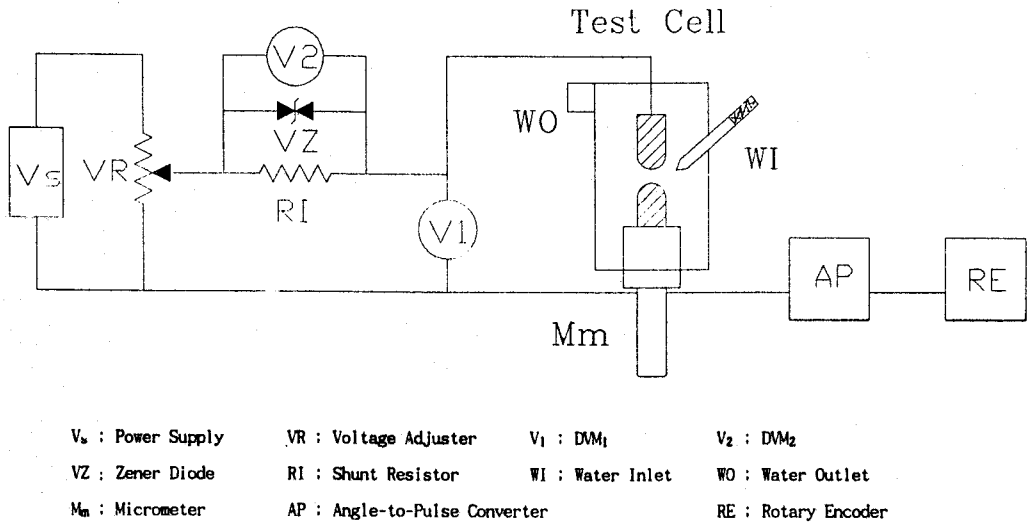 Test Cell
V2
WO
VZ
Vs
VR
WI
RI
V1
AP
RE
Mm
Vs ; Power Supply VR ; Voltage Adjuster V1 ; DVM1 V2 ; DVM2
VZ ; Zener Diode RI ; Shunt Resistor WI ; Water Inlet WO ; Water Outlet
Mm ; Micrometer AP ; Angle-to-Pulse Converter RE ; Rotary Encoder